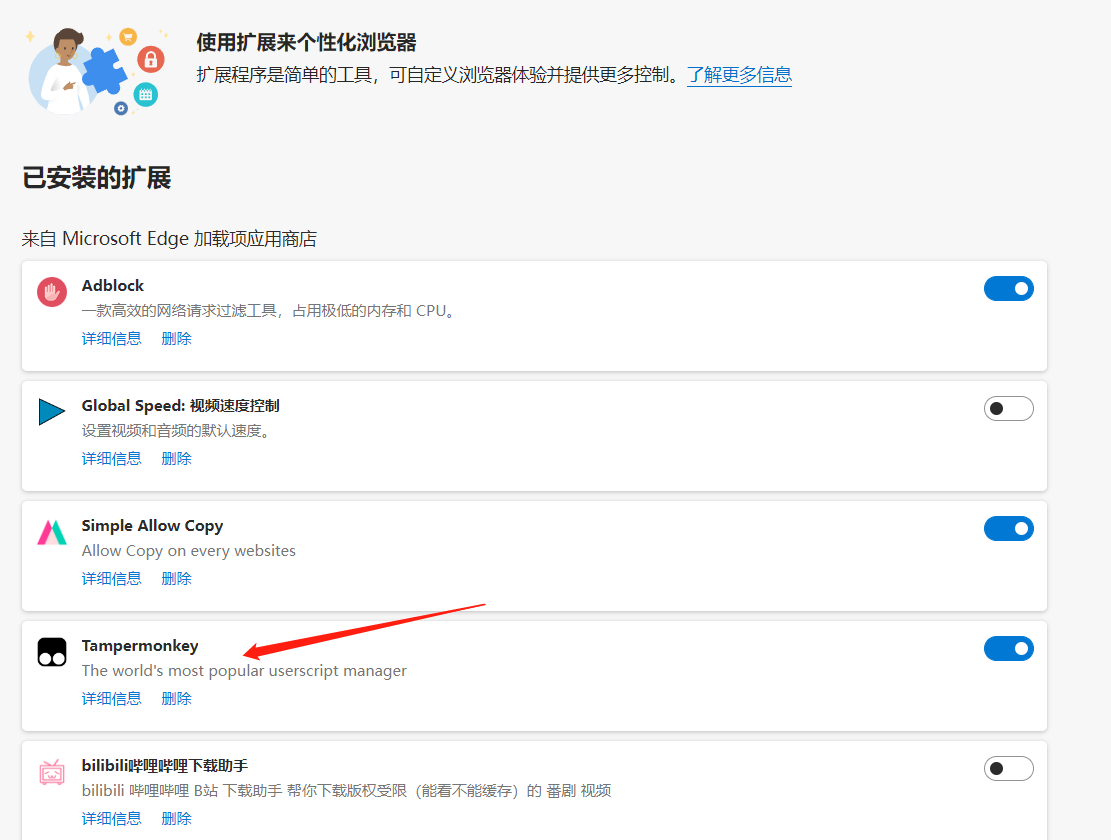 使用扩展来个性化浏览器
扩展程序是简单的工具，可自定义浏览器体验并提供更多控制。了解更多信息
已安装的扩展
来自 Microsoft Edge 加载项应用商店
Adblock
一款高效的网络请求过滤工具，占用极低的内存和 CPU。
详细信息 删除
Global Speed: 视频速度控制
设置视频和音频的默认速度。
详细信息 删除
Simple Allow Copy
Allow Copy on every websites
详细信息 删除
Tampermonkey
The world's most popular userscript manager
详细信息 删除
bilibili哔哩哔哩下载助手
bilibili 哔哩哔哩 B站 下载助手 帮你下载版权受限（能看不能缓存）的 番剧 视频
详细信息 删除